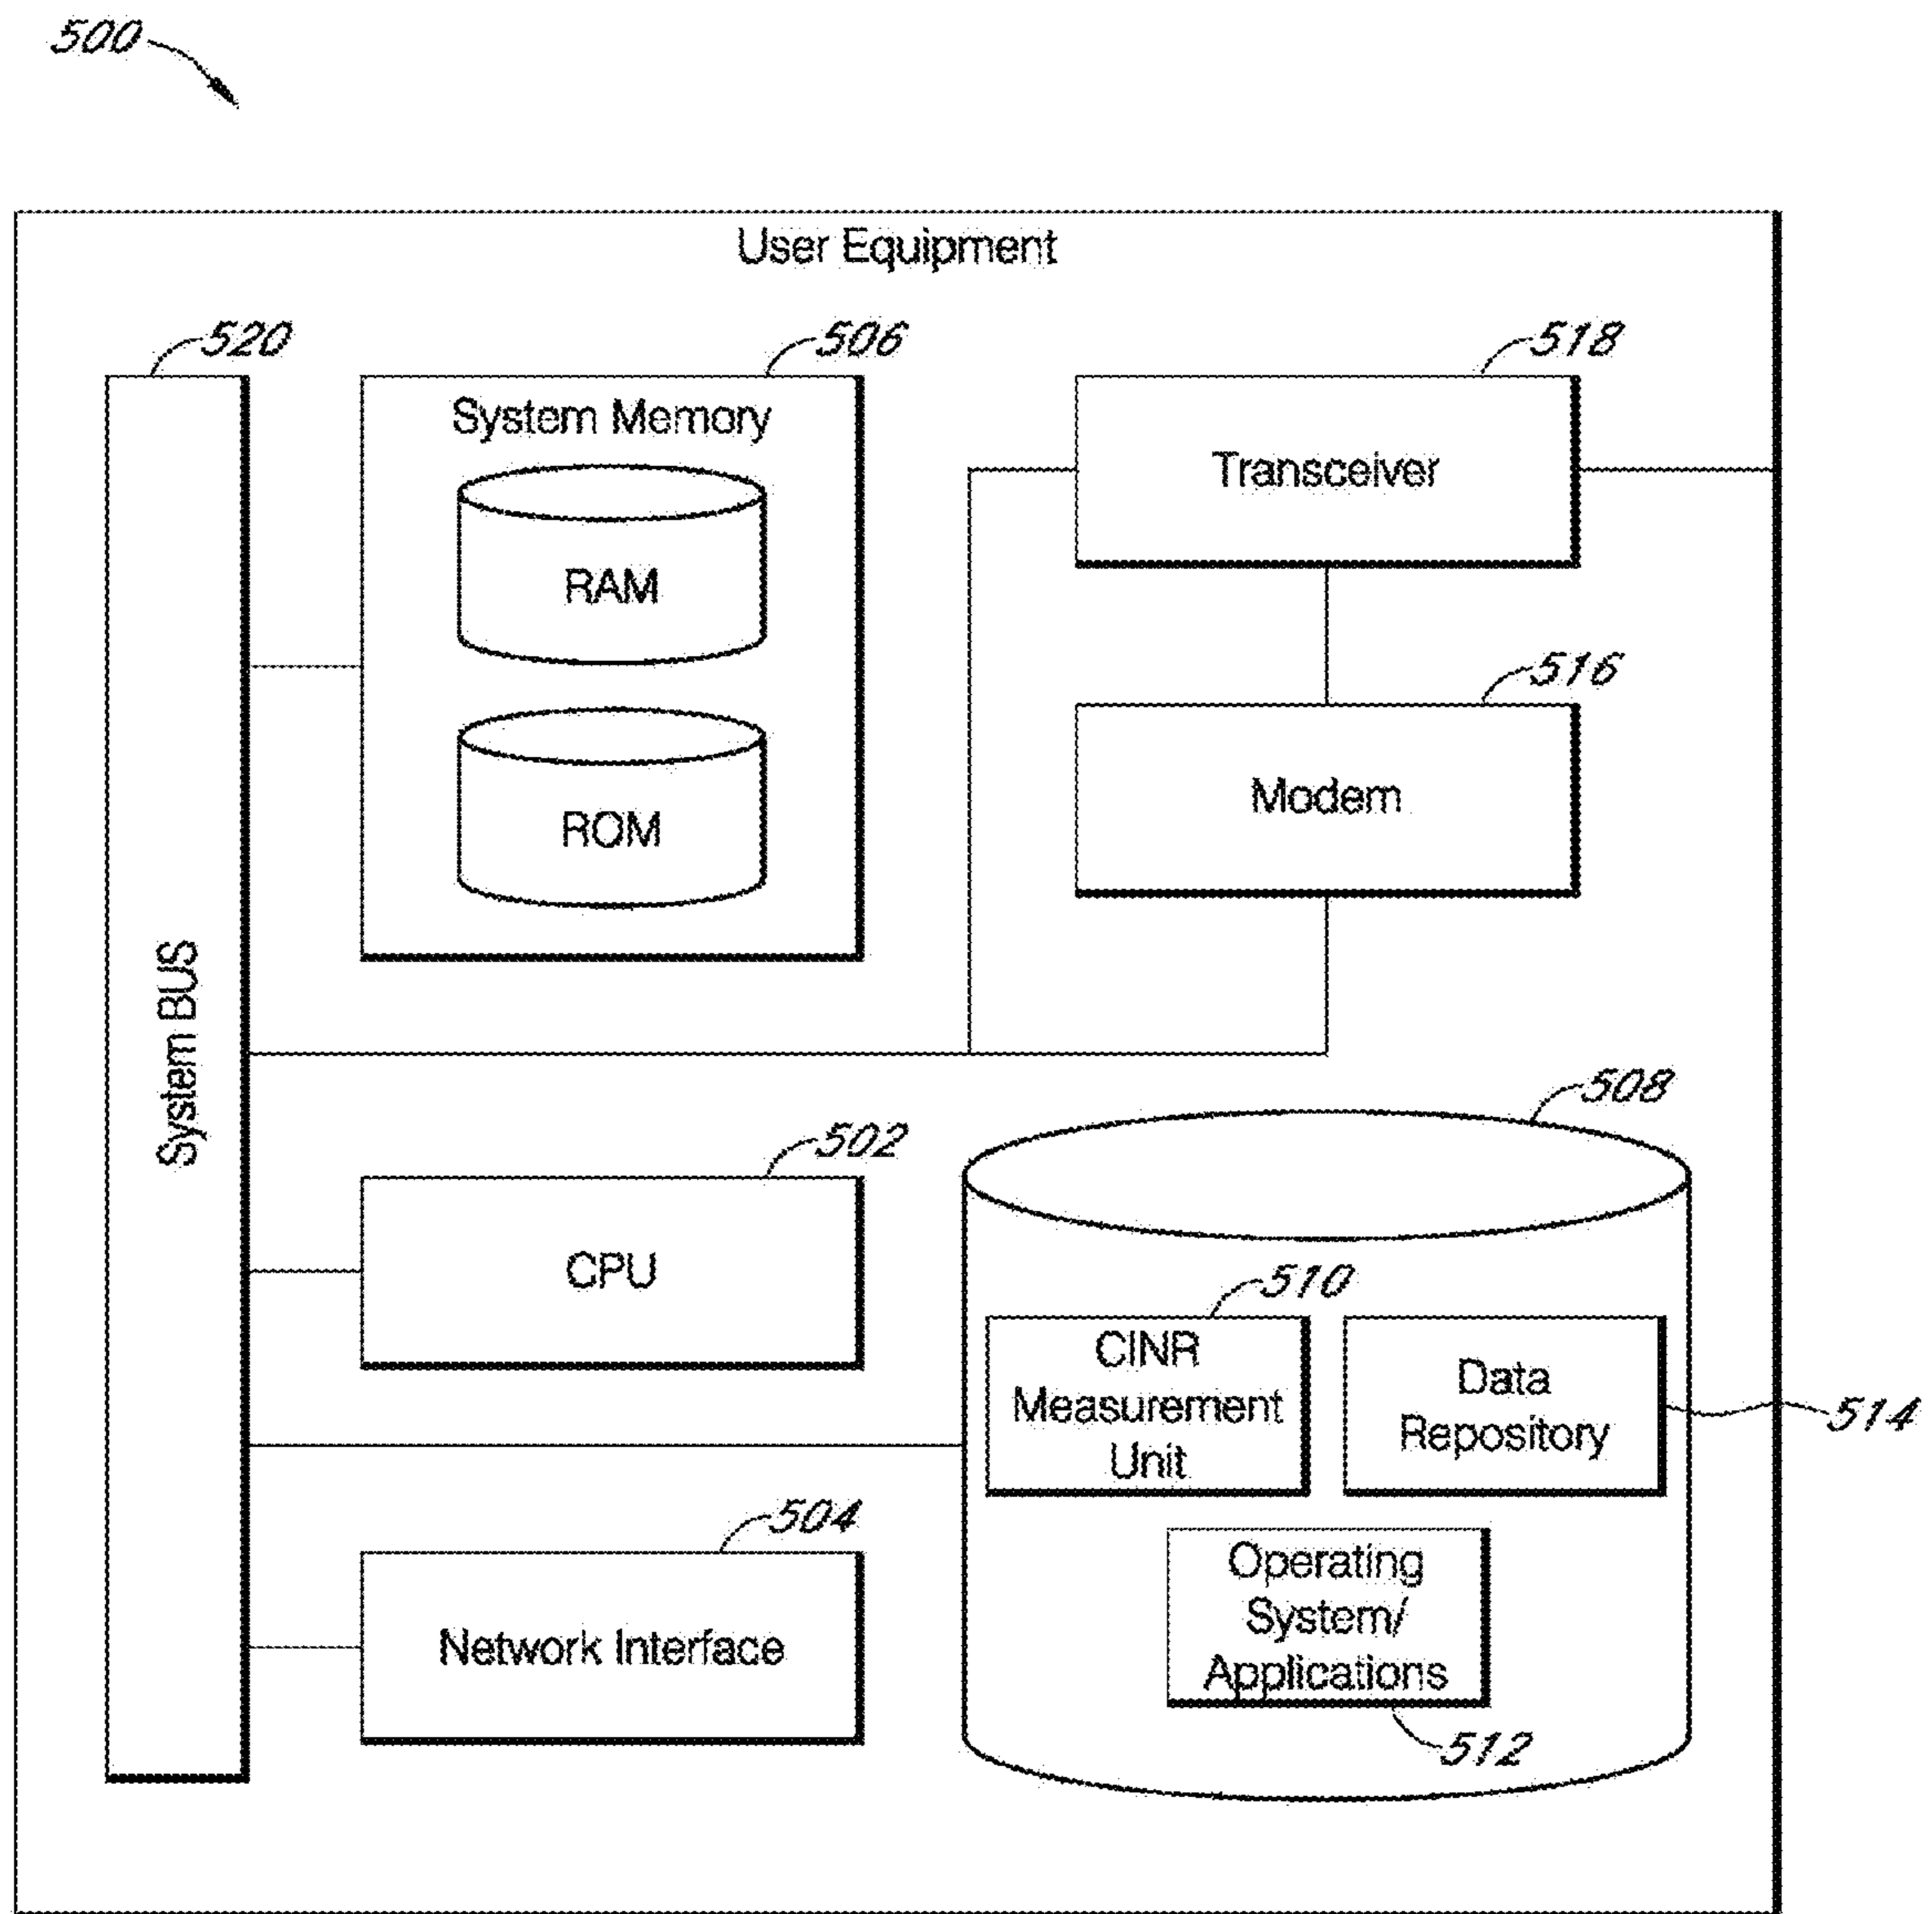 500
User Equipment
520
506
518
System Memory
Transceiver
RAM
516
Modem
ROM
System BUS
508
502
CPU
510
CINR
Measurement
Unit
Data
Repository
514
504
Network Interface
Operating
System/
Applications
512